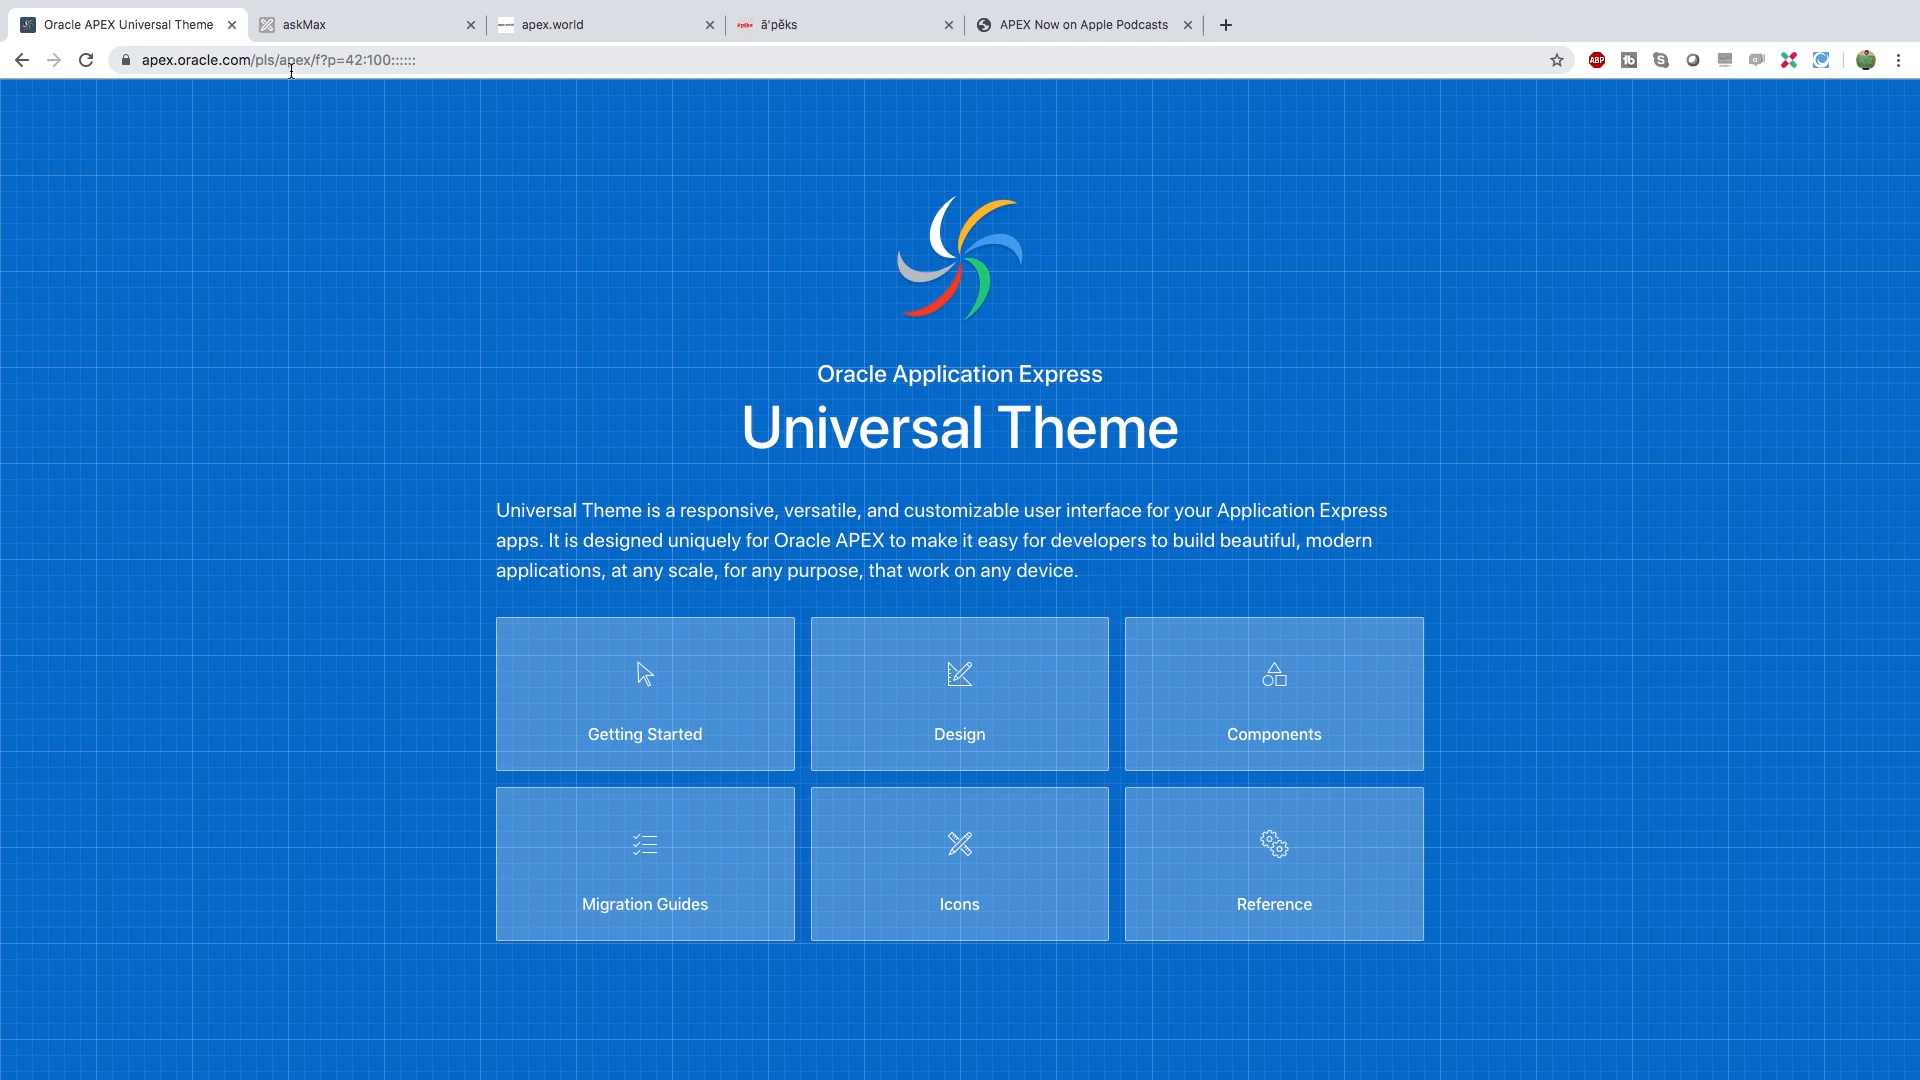 Oracle APEX Universal Theme
askMax
apex.world
ā'pĕks
APEX Now on Apple Podcasts
apex.oracle.com/pls/apex/f?p=42:100::::::
ABP
Oracle Application Express
Universal Theme
Universal Theme is a responsive, versatile, and customizable user interface for your Application Express
apps. It is designed uniquely for Oracle APEX to make it easy for developers to build beautiful, modern
applications, at any scale, for any purpose, that work on any device.
Getting Started
Design
Components
Migration Guides
Icons
Reference